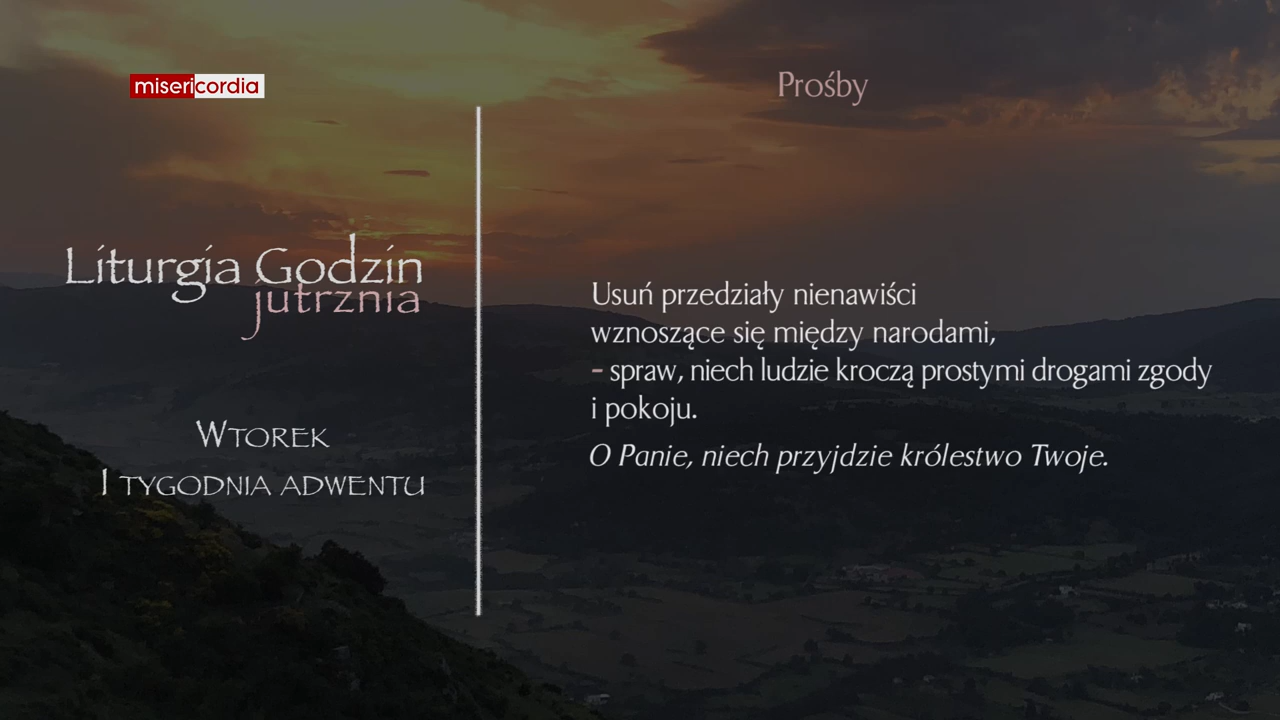 misericordia
Liturgia Godzin
jutrznia
Wtorek
I tygodnia adwentu
Prośby
Usuń przedziały nienawiści
wznoszące się między narodami,
- spraw, niech ludzie kroczą prostymi drogami zgody
i pokoju.
O Panie, niech przyjdzie królestwo Twoje.